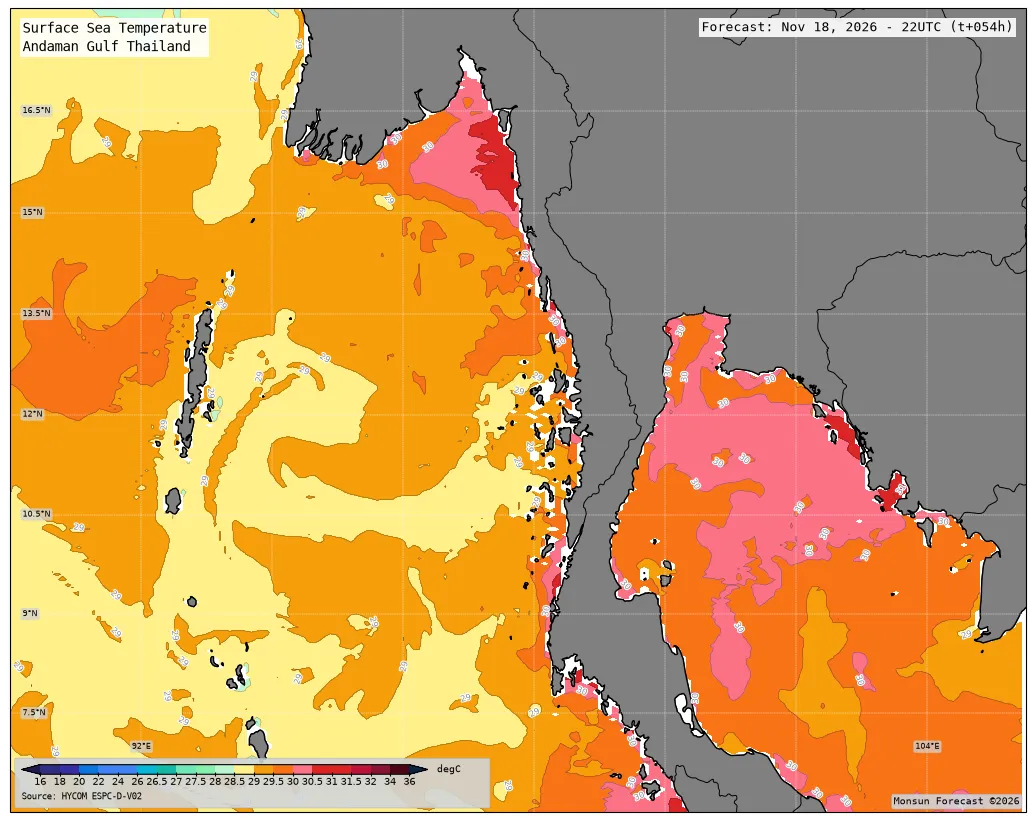 Surface Sea Temperature
Andaman Gulf Thailand
Forecast: Nov 18, 2026 - 22UTC (t+054h)
16.5°N
15°N
13.5°N
12°N
10.5°N
9°N
7.5°N
92°E
104°E
degC
16 18 20 22 24 26 26.5 27 27.5 28 28.5 29 29.5 30 30.5 31 31.5 32 33 34 36
Source: HYCOM ESPC-D-V02
Monsun Forecast ©2026